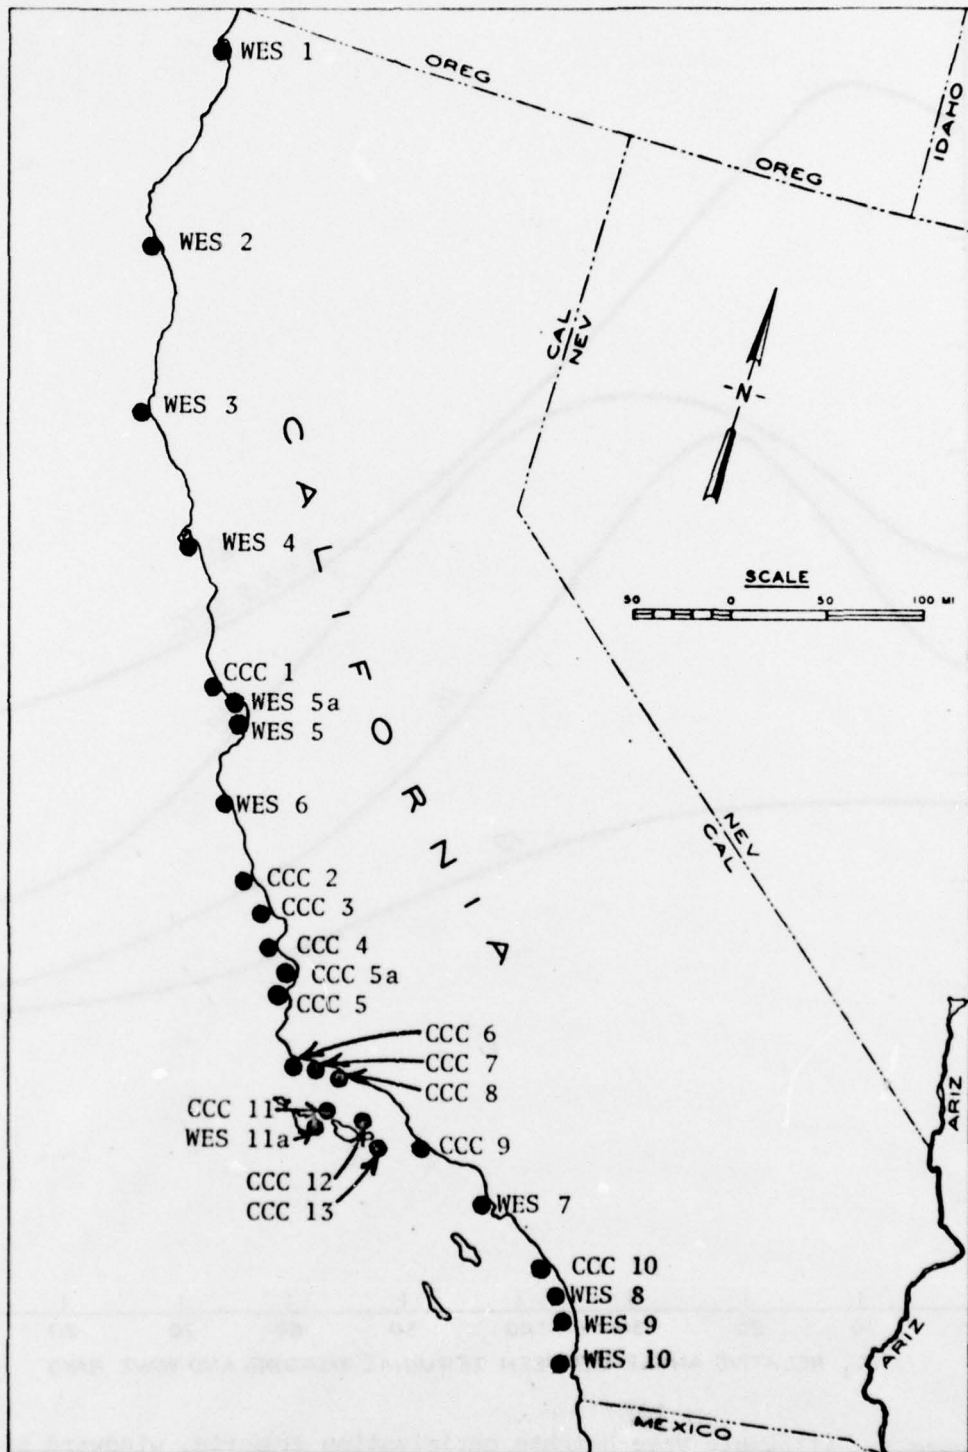 WES 1
OREG
IDAHO
OREG
WES 2
CAL
NEV
-N-
WES 3
CALIFORNIA
WES 4
SCALE
50 0 50 100 MI
CCC 1
WES 5a
WES 5
WES 6
NEV
CAL
CCC 2
CCC 3
CCC 4
CCC 5a
CCC 5
CCC 6
CCC 7
CCC 8
CCC 11
WES 11a
CCC 9
CCC 12
CCC 13
WES 7
ARIZ
CCC 10
WES 8
WES 9
WES 10
ARIZ
MEXICO